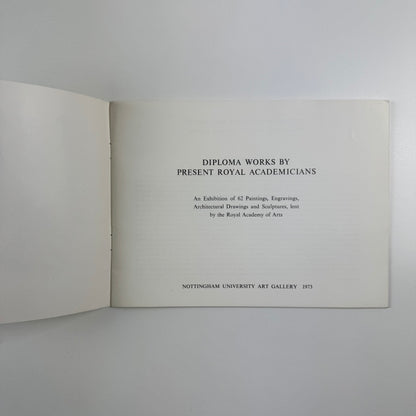 DIPLOMA WORKS BY
PRESENT ROYAL ACADEMICIANS
An Exhibition of 62 Paintings, Engravings,
Architectural Drawings and Sculptures, lent
by the Royal Academy of Arts
NOTTINGHAM UNIVERSITY ART GALLERY 1973